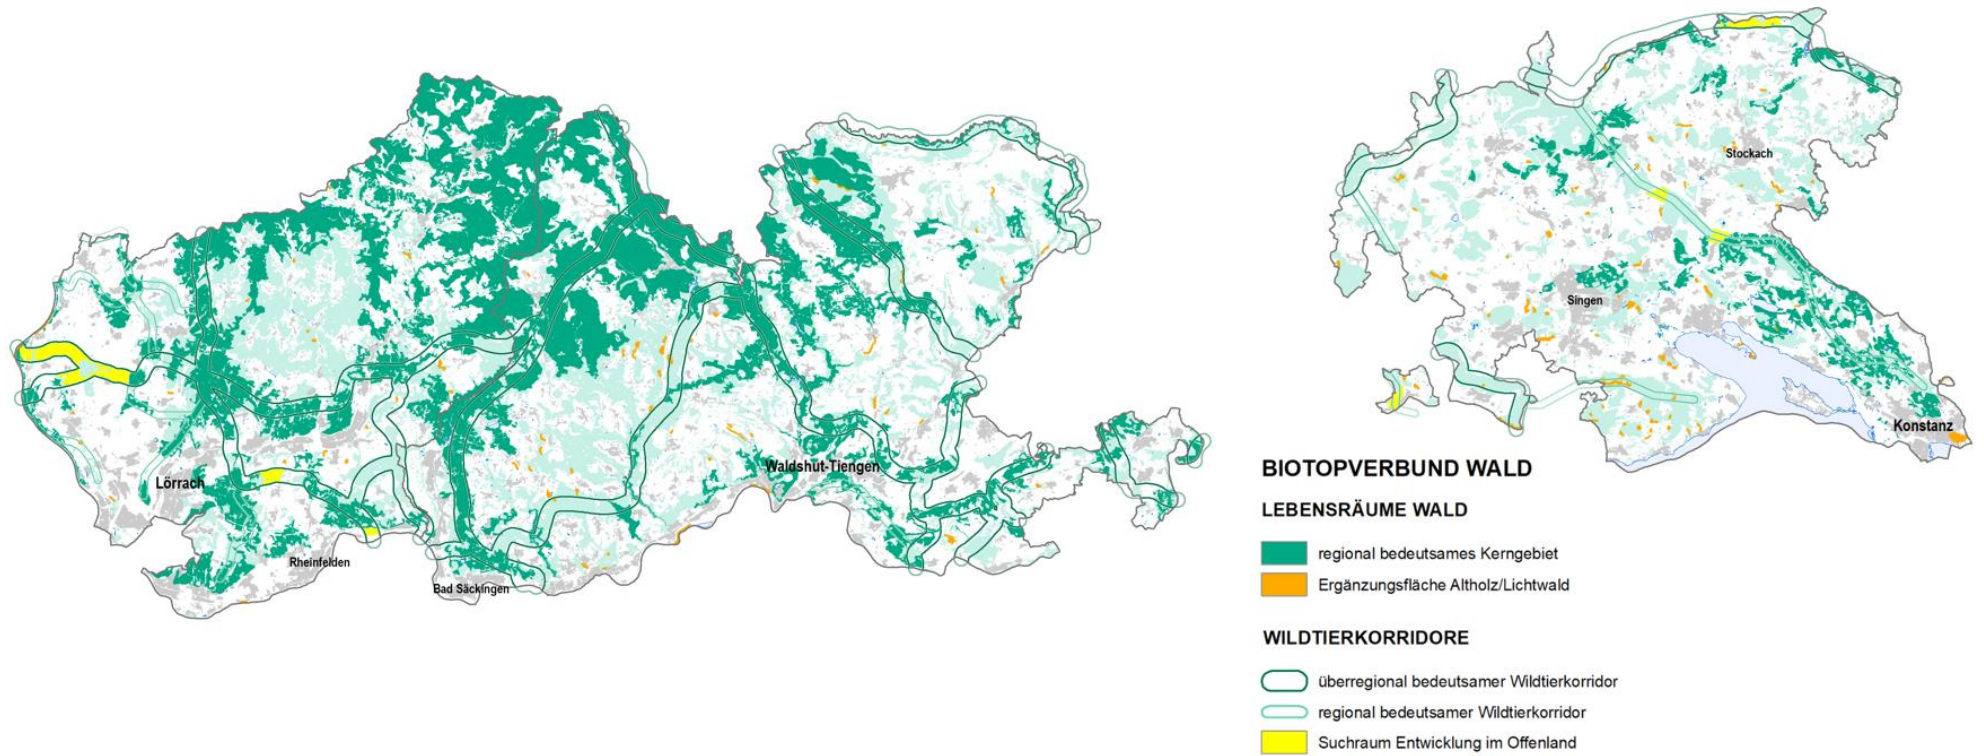 Stockach
Singen
Konstanz
Waldshut-Tiengen
Lörrach
Rheinfelden
Bad Säckingen
BIOTOPVERBUND WALD
LEBENSRÄUME WALD
regional bedeutsames Kerngebiet
Ergänzungsfläche Altholz/Lichtwald
WILDTIERKORRIDORE
überregional bedeutsamer Wildtierkorridor
regional bedeutsamer Wildtierkorridor
Suchraum Entwicklung im Offenland